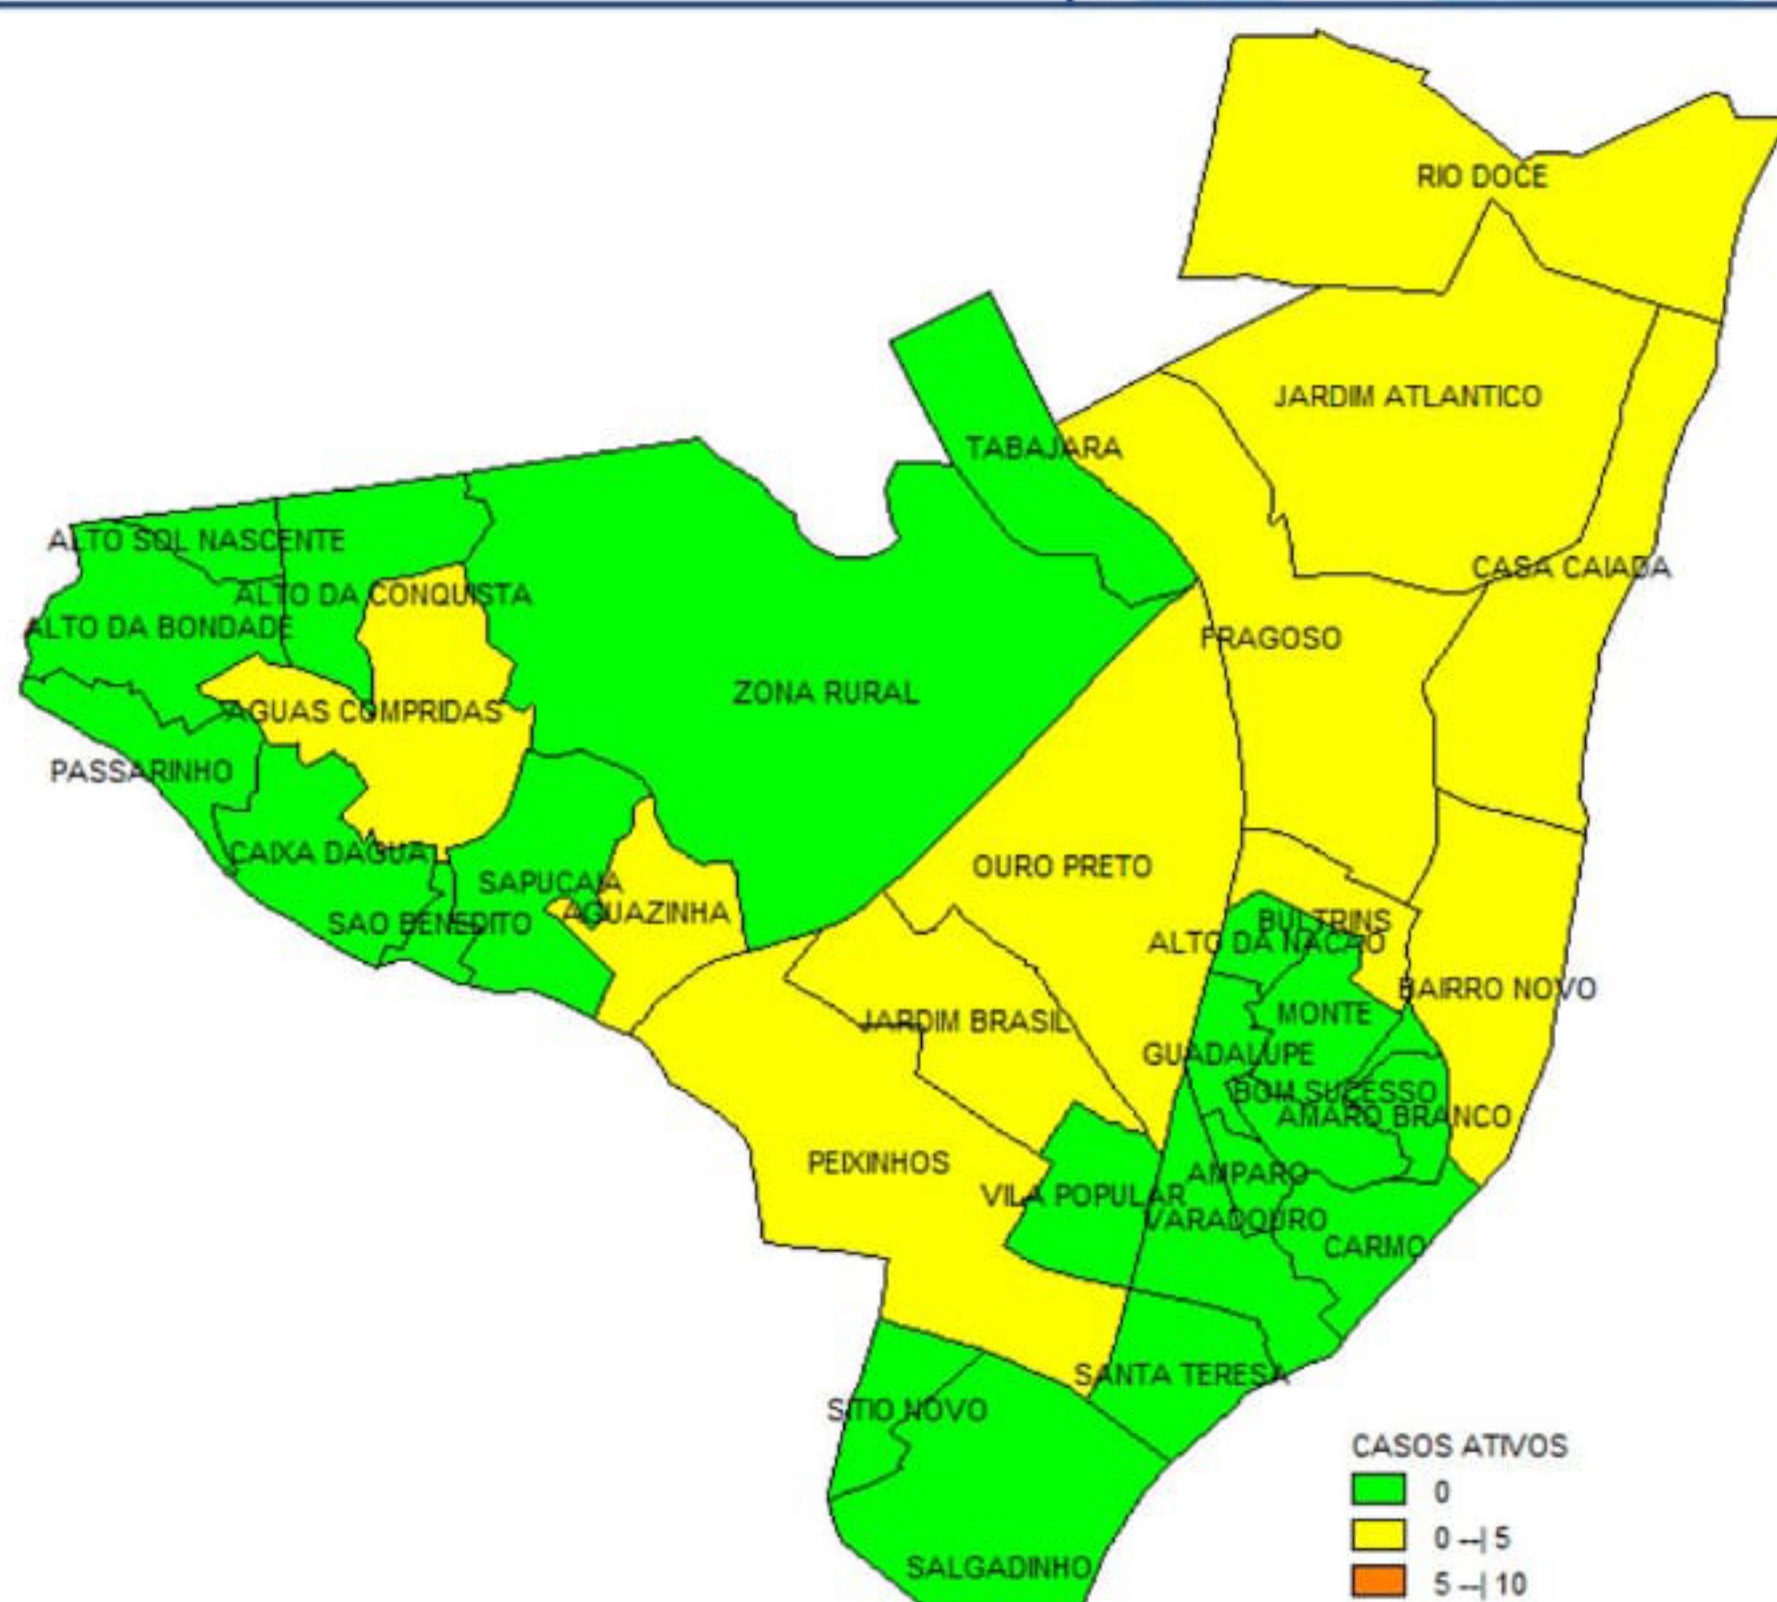 RIO DOCE
JARDIM ATLANTICO
TABAJARA
ALTO SOL NASCENTE
CASA CAIADA
ALTO DA CONQUISTA
ALTO DA BONDADE
FRAGOSO
ZONA RURAL
AGUAS COMPRIDAS
PASSARINHO
CAIXA DAGUA
OURO PRETO
SAPUCAIA
AGUAZINHA
SAO BENEDITO
BULTRINS
ALTO DA NACAO
BAIRRO NOVO
MONTE
JARDIM BRASIL
GUADALUPE
BOM SUCESSO
AMARO BRANCO
PEIXINHOS
AMPARO
VILA POPULAR
VARADOURO
CARMO
SANTA TERESA
SITIO NOVO
SALGADINHO
CASOS ATIVOS
0
0 --| 5
5 --| 10